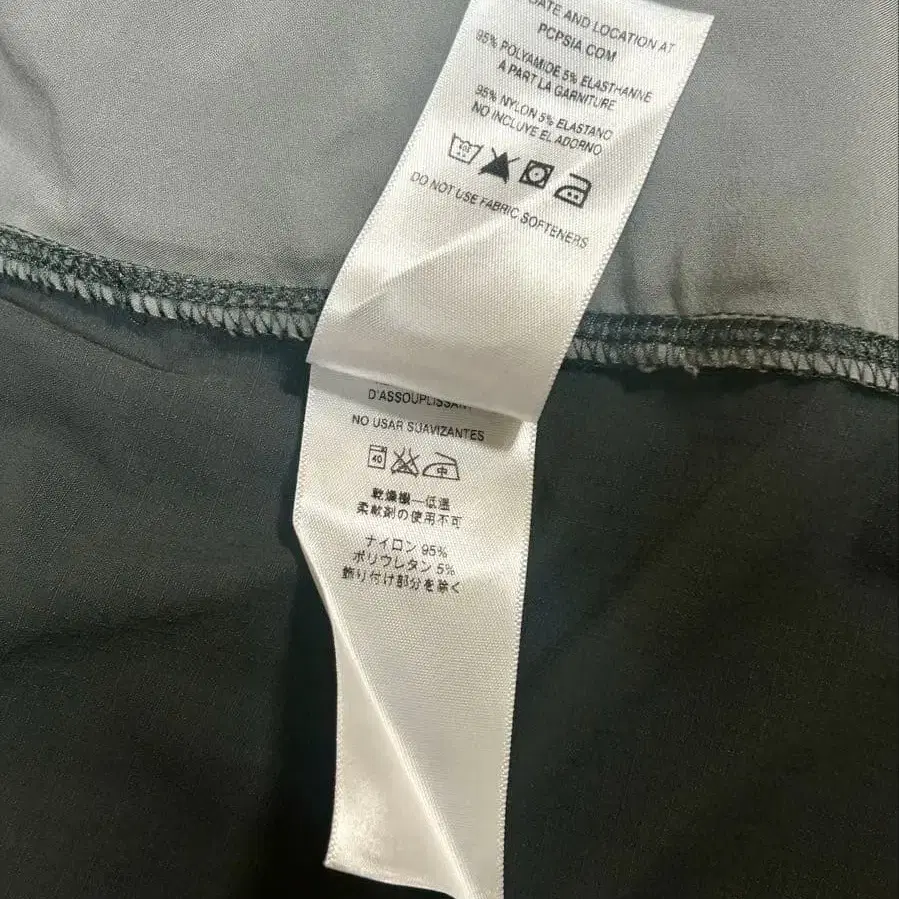 DATE AND LOCATION AT
PCPSIA.COM
95% POLYAMIDE 5% ELASTHANNE
A PART LA GARNITURE
95% NYLON 5% ELASTANO
NO INCLUYE EL ADORNO
DO NOT USE FABRIC SOFTENERS
D'ASSOUPLISSANT
NO USAR SUAVIZANTES
40 中
乾燥機—低温
柔軟剤の使用不可
ナイロン 95%
ポリウレタン 5%
飾り付け部分を除く